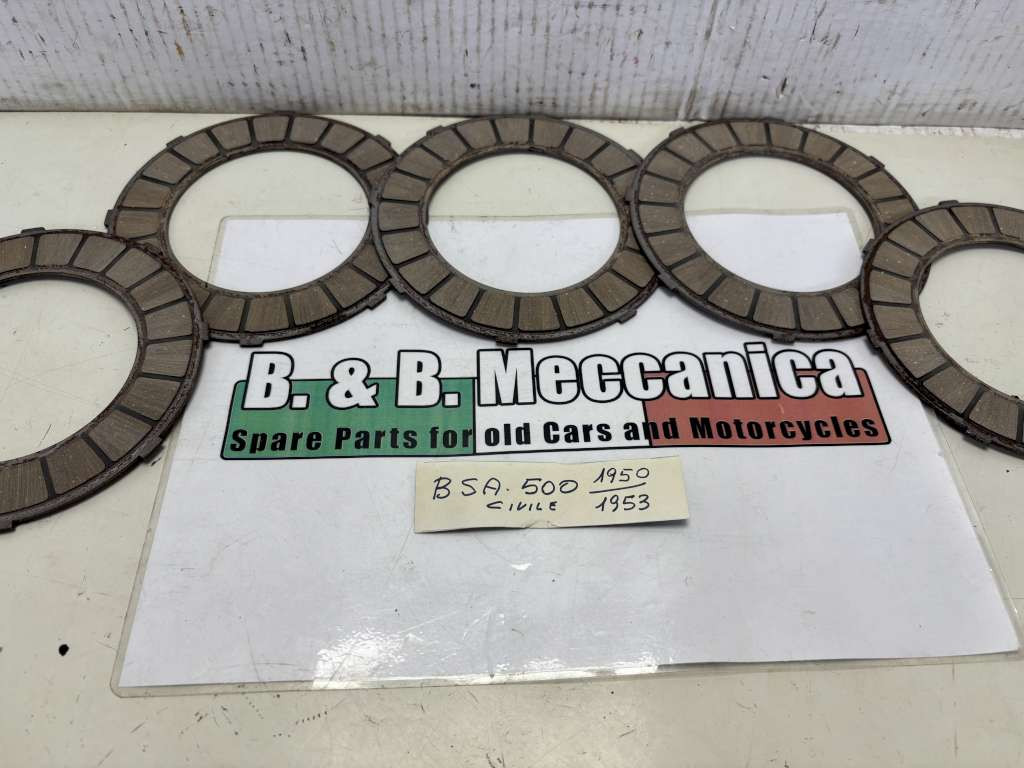 B. & B. Meccanica
Spare Parts for old Cars and Motorcycles
BSA. 500 1950
CIVILE 1953